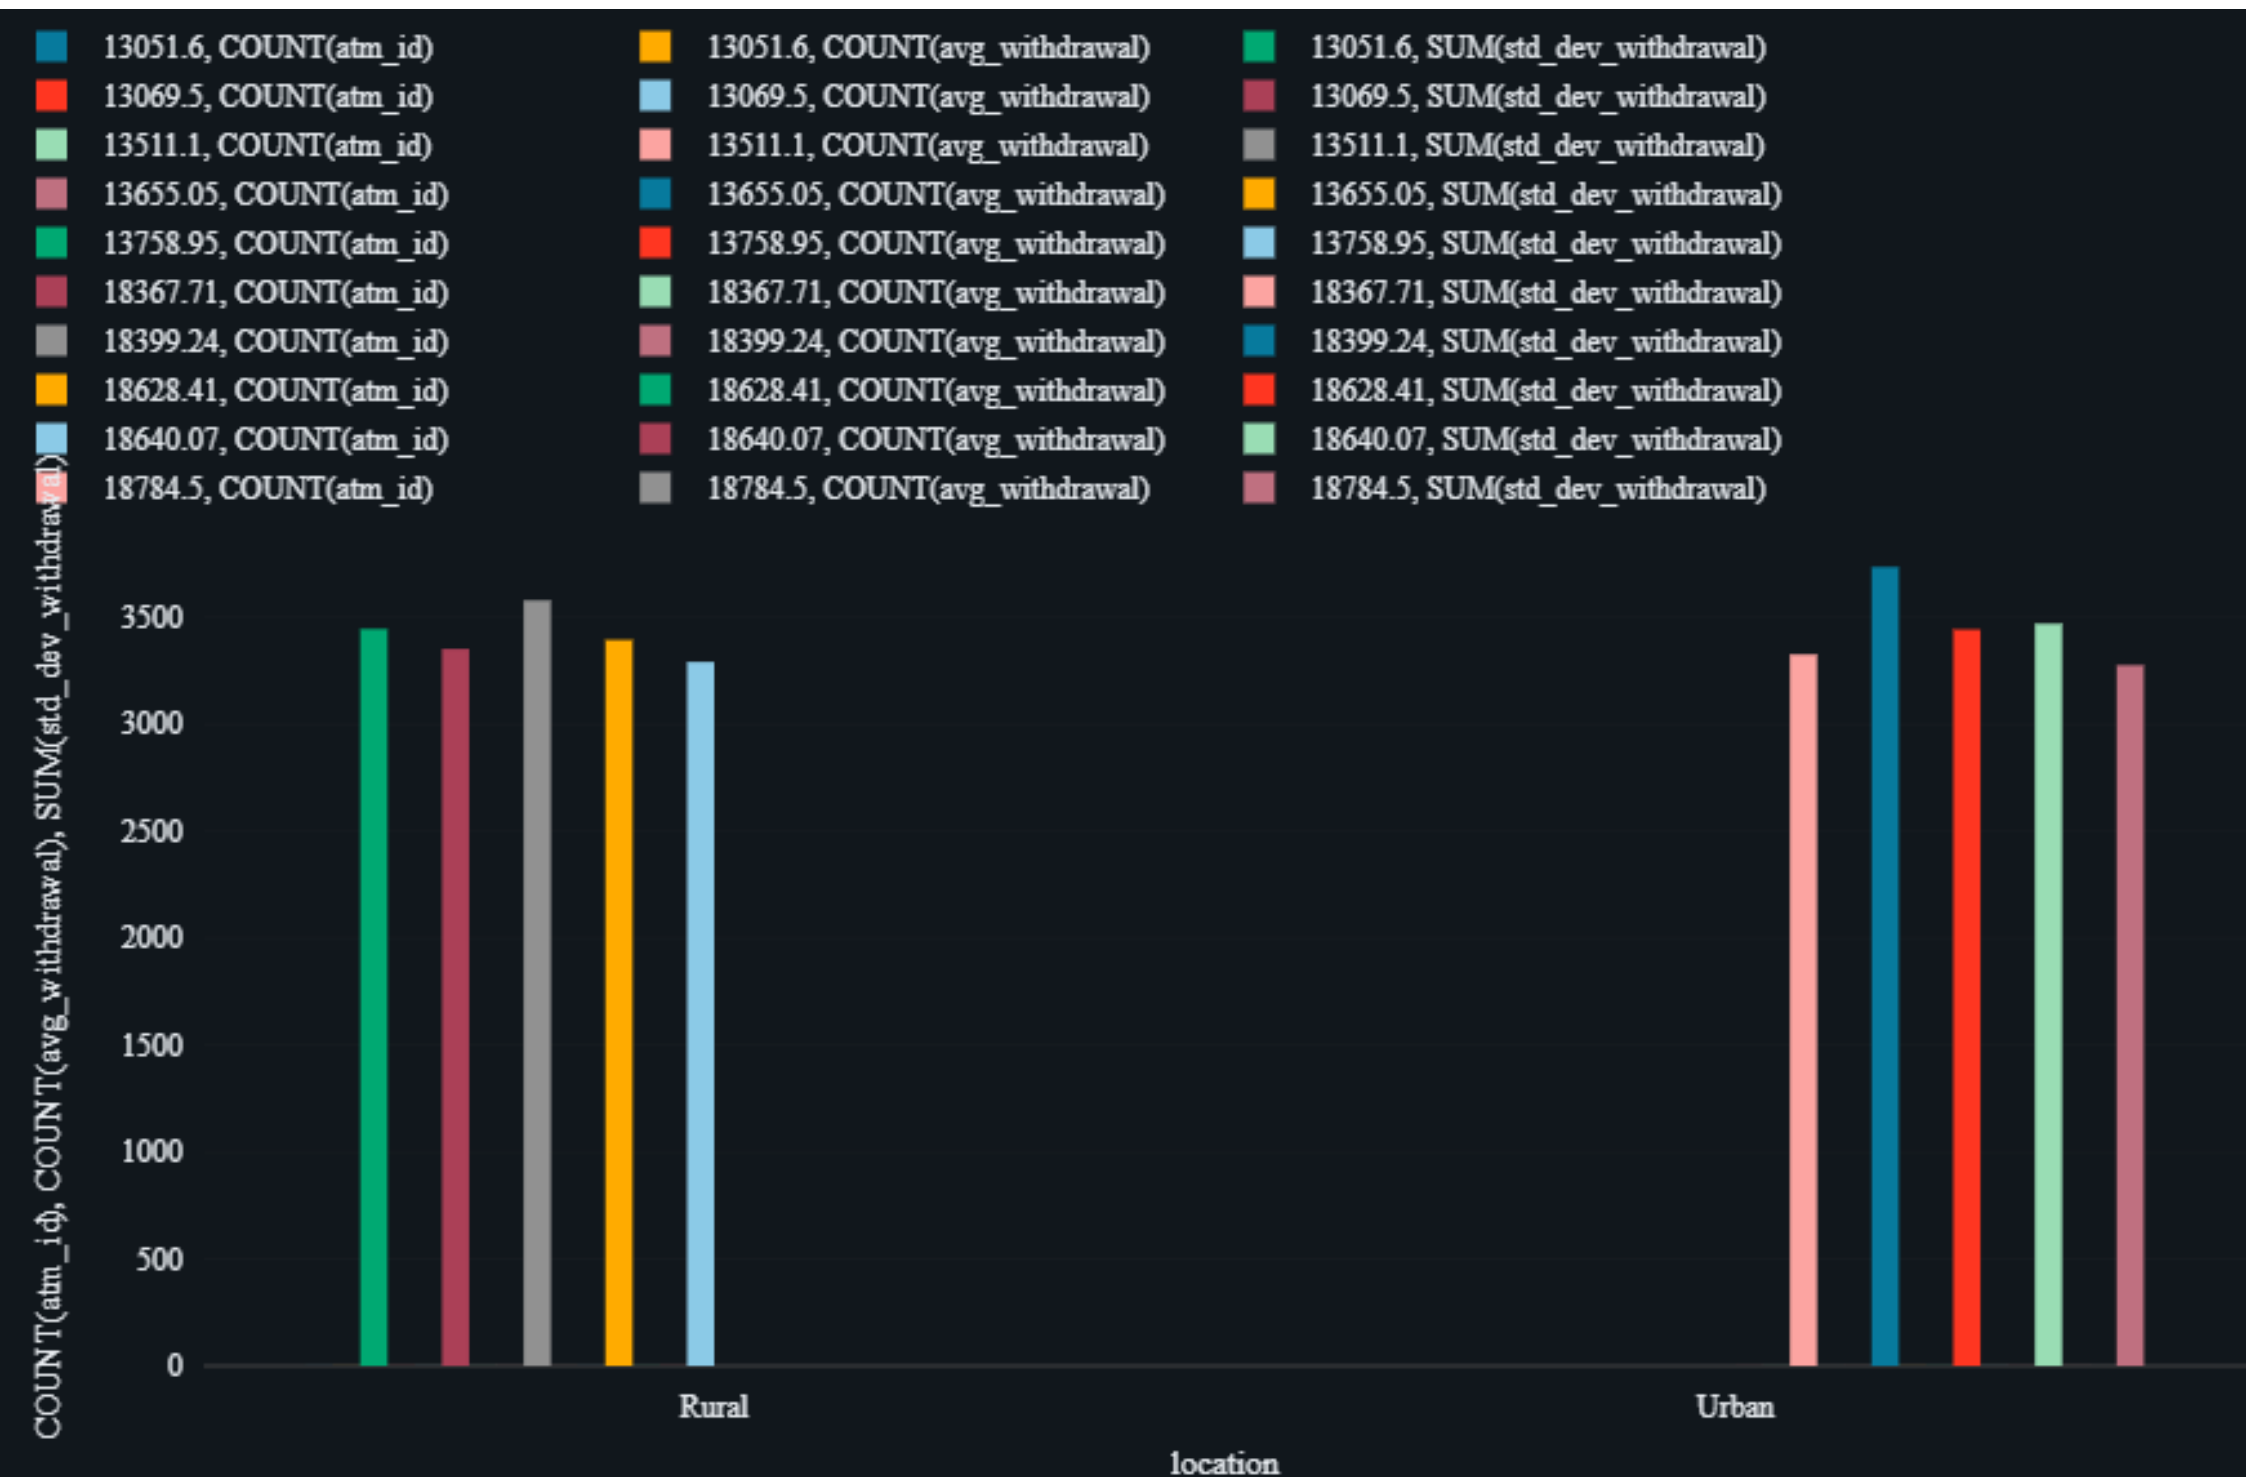 13051.6, COUNT(atm_id) 13051.6, COUNT(avg_withdrawal) 13051.6, SUM(std_dev_withdrawal)
13069.5, COUNT(atm_id) 13069.5, COUNT(avg_withdrawal) 13069.5, SUM(std_dev_withdrawal)
13511.1, COUNT(atm_id) 13511.1, COUNT(avg_withdrawal) 13511.1, SUM(std_dev_withdrawal)
13655.05, COUNT(atm_id) 13655.05, COUNT(avg_withdrawal) 13655.05, SUM(std_dev_withdrawal)
13758.95, COUNT(atm_id) 13758.95, COUNT(avg_withdrawal) 13758.95, SUM(std_dev_withdrawal)
18367.71, COUNT(atm_id) 18367.71, COUNT(avg_withdrawal) 18367.71, SUM(std_dev_withdrawal)
18399.24, COUNT(atm_id) 18399.24, COUNT(avg_withdrawal) 18399.24, SUM(std_dev_withdrawal)
18628.41, COUNT(atm_id) 18628.41, COUNT(avg_withdrawal) 18628.41, SUM(std_dev_withdrawal)
18640.07, COUNT(atm_id) 18640.07, COUNT(avg_withdrawal) 18640.07, SUM(std_dev_withdrawal)
18784.5, COUNT(atm_id) 18784.5, COUNT(avg_withdrawal) 18784.5, SUM(std_dev_withdrawal)
COUNT(atm_id), COUNT(avg_withdrawal), SUM(std_dev_withdrawal)
3500
3000
2500
2000
1500
1000
500
0
Rural Urban
location